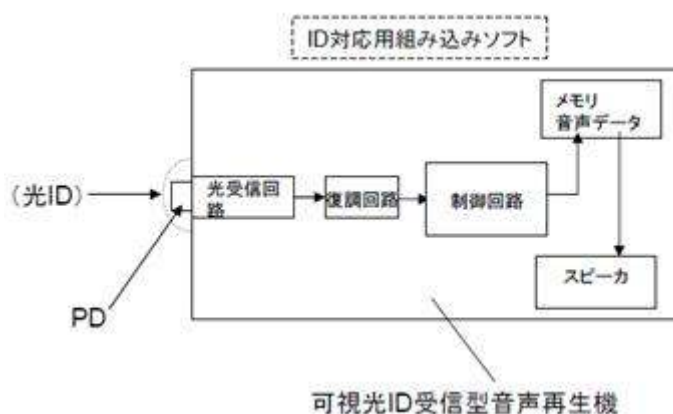 ID対応用組み込みソフト
メモリ
音声データ
(光ID)
光受信回
路
復調回路
制御回路
スピーカ
PD
可視光ID受信型音声再生機